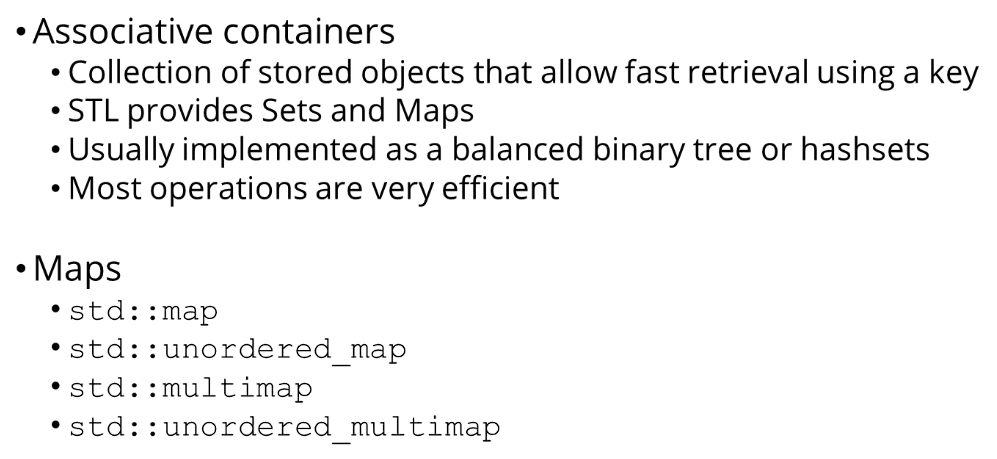 • Associative containers
• Collection of stored objects that allow fast retrieval using a key
• STL provides Sets and Maps
• Usually implemented as a balanced binary tree or hashsets
• Most operations are very efficient
• Maps
• std::map
• std::unordered_map
• std::multimap
• std::unordered_multimap